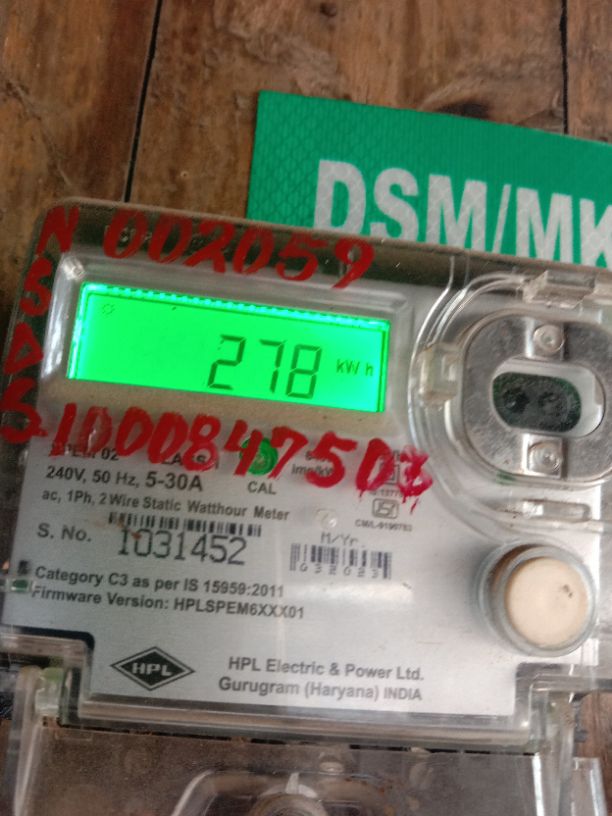 DSM/MK
N 002059
S
D
278 kWh
S 1000847503
240V, 50 Hz, 5-30A
CAL
ac, 1Ph, 2 Wire Static Watthour Meter
S. No. 1031452
M/Yr.
Category C3 as per IS 15959:2011
Firmware Version: HPLSPEM6XXX01
HPL
HPL Electric & Power Ltd.
Gurugram (Haryana) INDIA